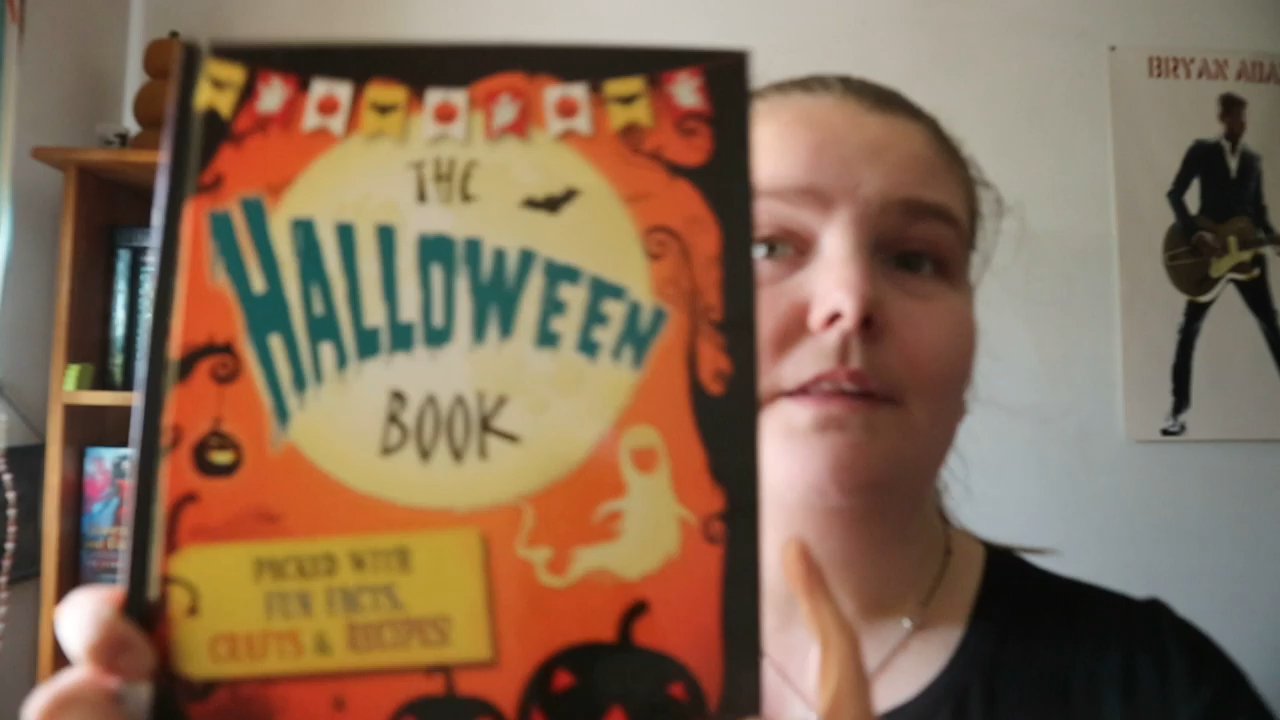 THE
HALLOWEEN
BOOK
PACKED WITH
FUN FACTS,
CRAFTS & RECIPES!
BRYAN ADA